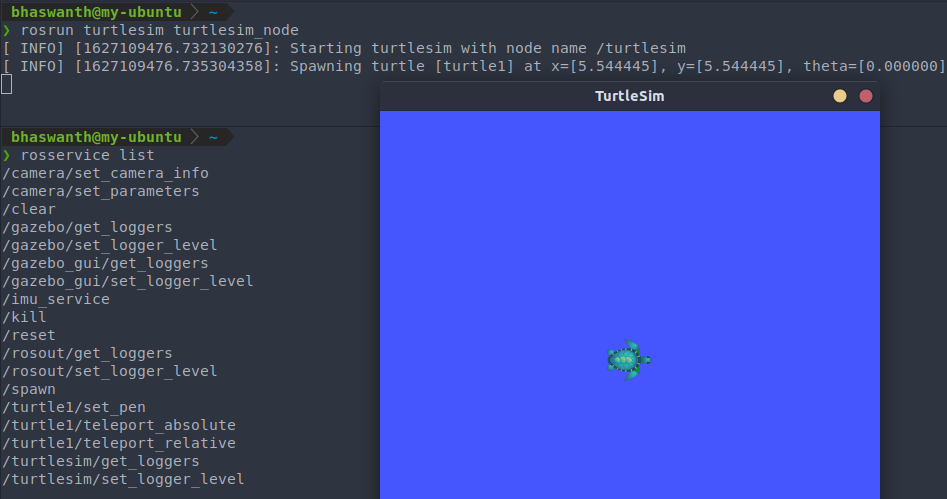 bhaswanth@my-ubuntu ~
❯ rosrun turtlesim turtlesim_node
[ INFO] [1627109476.732130276]: Starting turtlesim with node name /turtlesim
[ INFO] [1627109476.735304358]: Spawning turtle [turtle1] at x=[5.544445], y=[5.544445], theta=[0.000000]
TurtleSim
bhaswanth@my-ubuntu ~
❯ rosservice list
/camera/set_camera_info
/camera/set_parameters
/clear
/gazebo/get_loggers
/gazebo/set_logger_level
/gazebo_gui/get_loggers
/gazebo_gui/set_logger_level
/imu_service
/kill
/reset
/rosout/get_loggers
/rosout/set_logger_level
/spawn
/turtle1/set_pen
/turtle1/teleport_absolute
/turtle1/teleport_relative
/turtlesim/get_loggers
/turtlesim/set_logger_level